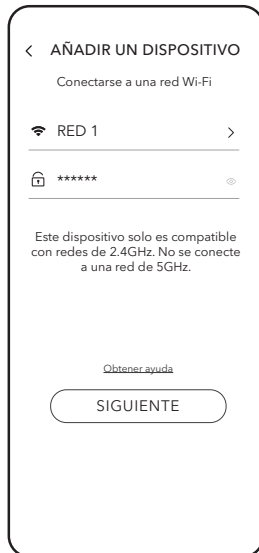 AÑADIR UN DISPOSITIVO
Conectarse a una red Wi-Fi
RED 1
******
Este dispositivo solo es compatible
con redes de 2.4GHz. No se conecte
a una red de 5GHz.
Obtener ayuda
SIGUIENTE